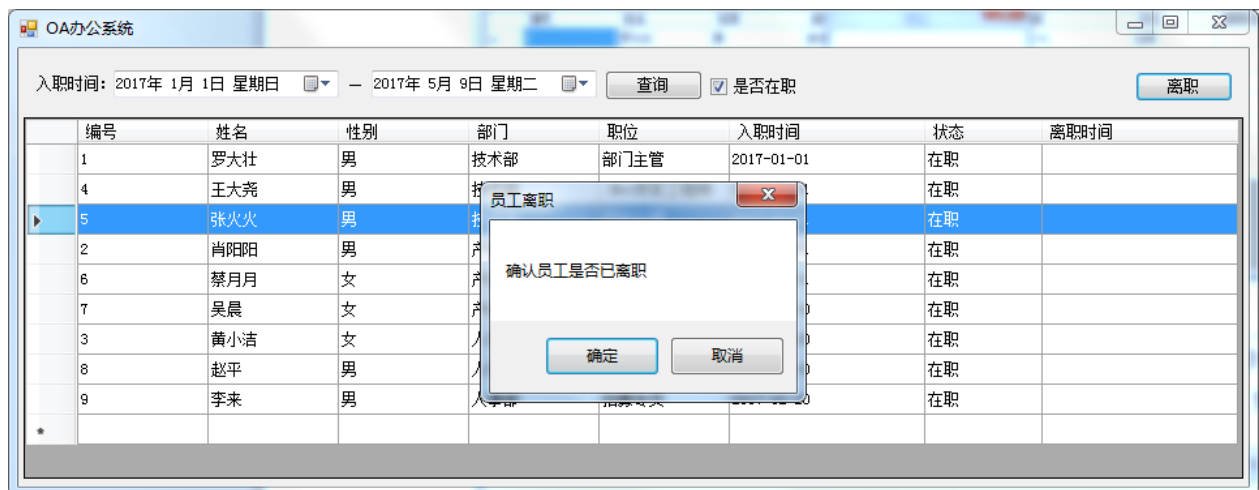 OA办公系统
入职时间: 2017年 1月 1日 星期日 — 2017年 5月 9日 星期二 查询 是否在职 离职
编号 姓名 性别 部门 职位 入职时间 状态 离职时间
1 罗大壮 男 技术部 部门主管 2017-01-01 在职
4 王大尧 男 在职
5 张火火 男 在职
2 肖阳阳 男 在职
6 蔡月月 女 在职
7 吴晨 女 在职
3 黄小洁 女 在职
8 赵平 男 在职
9 李来 男 在职
*
员工离职
确认员工是否已离职
确定 取消